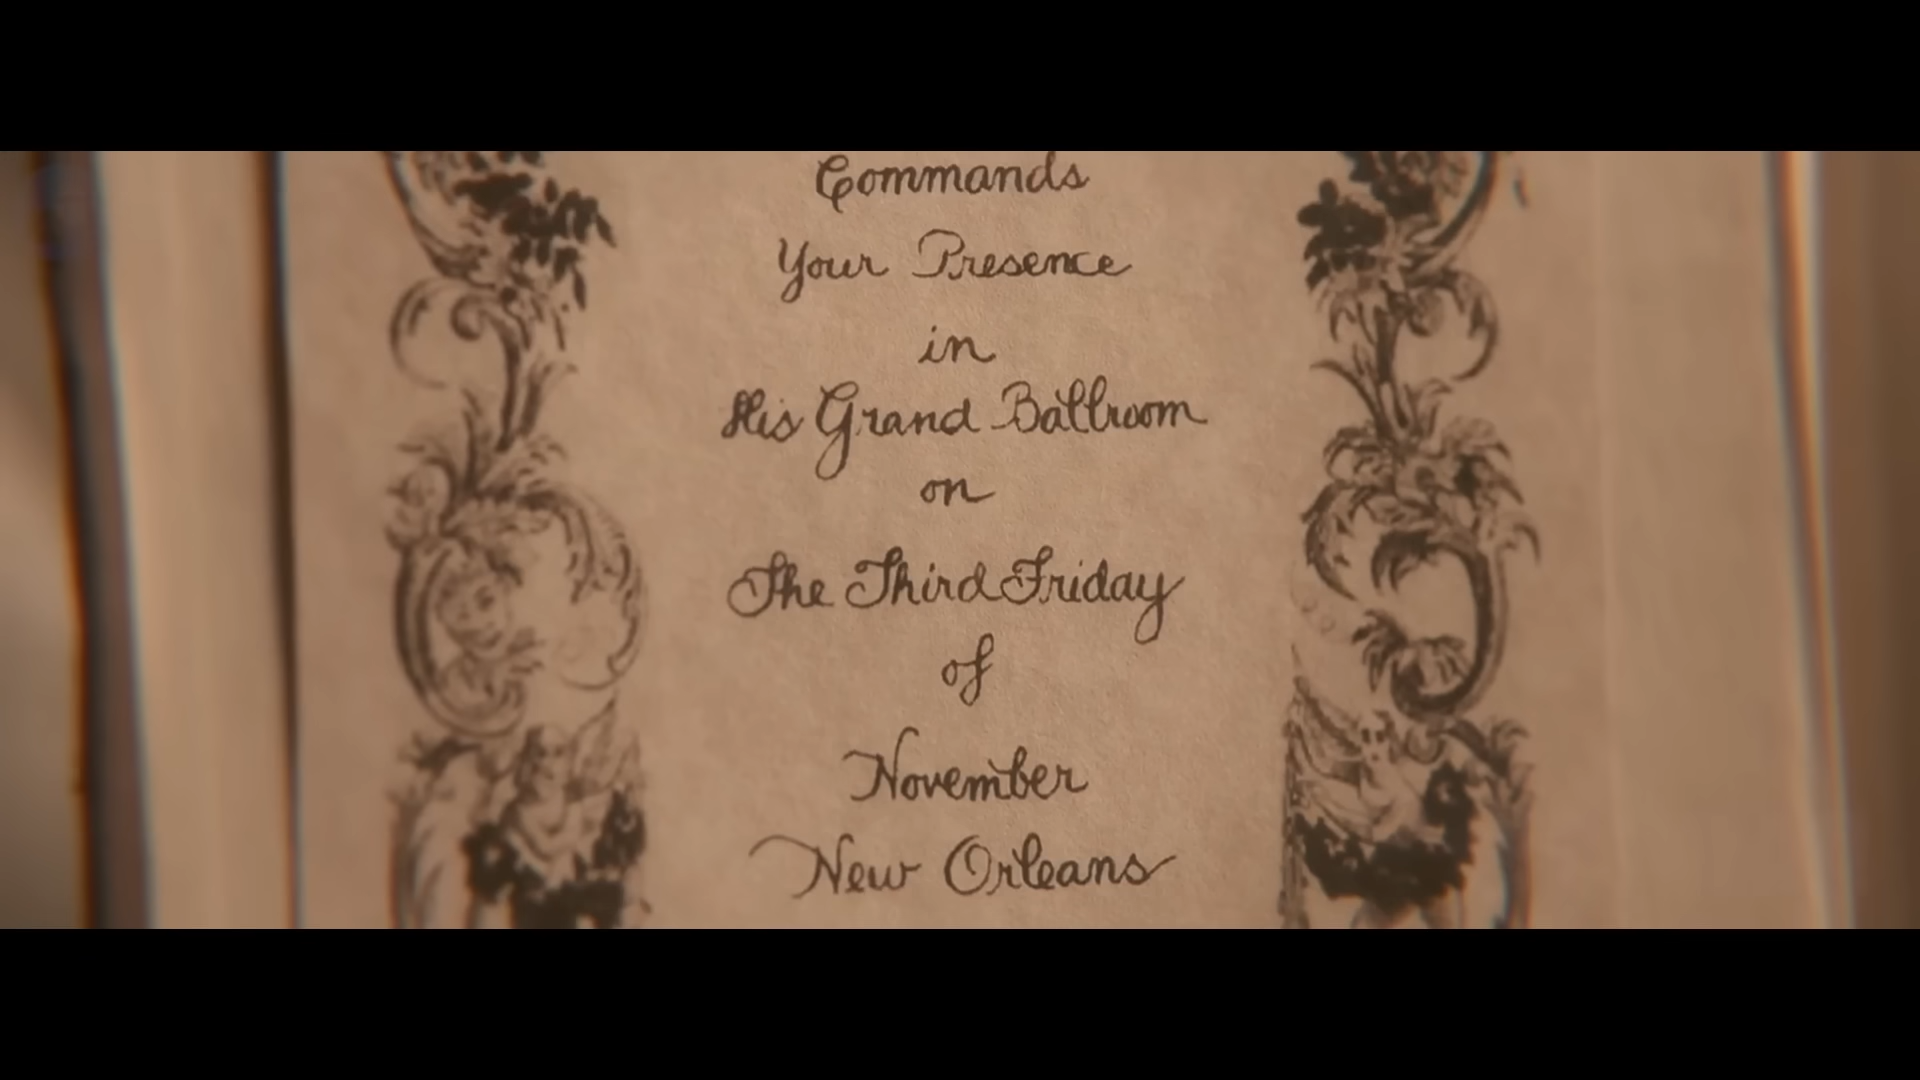 Commands
Your Presence
in
His Grand Ballroom
on
The Third Friday
of
November
New Orleans